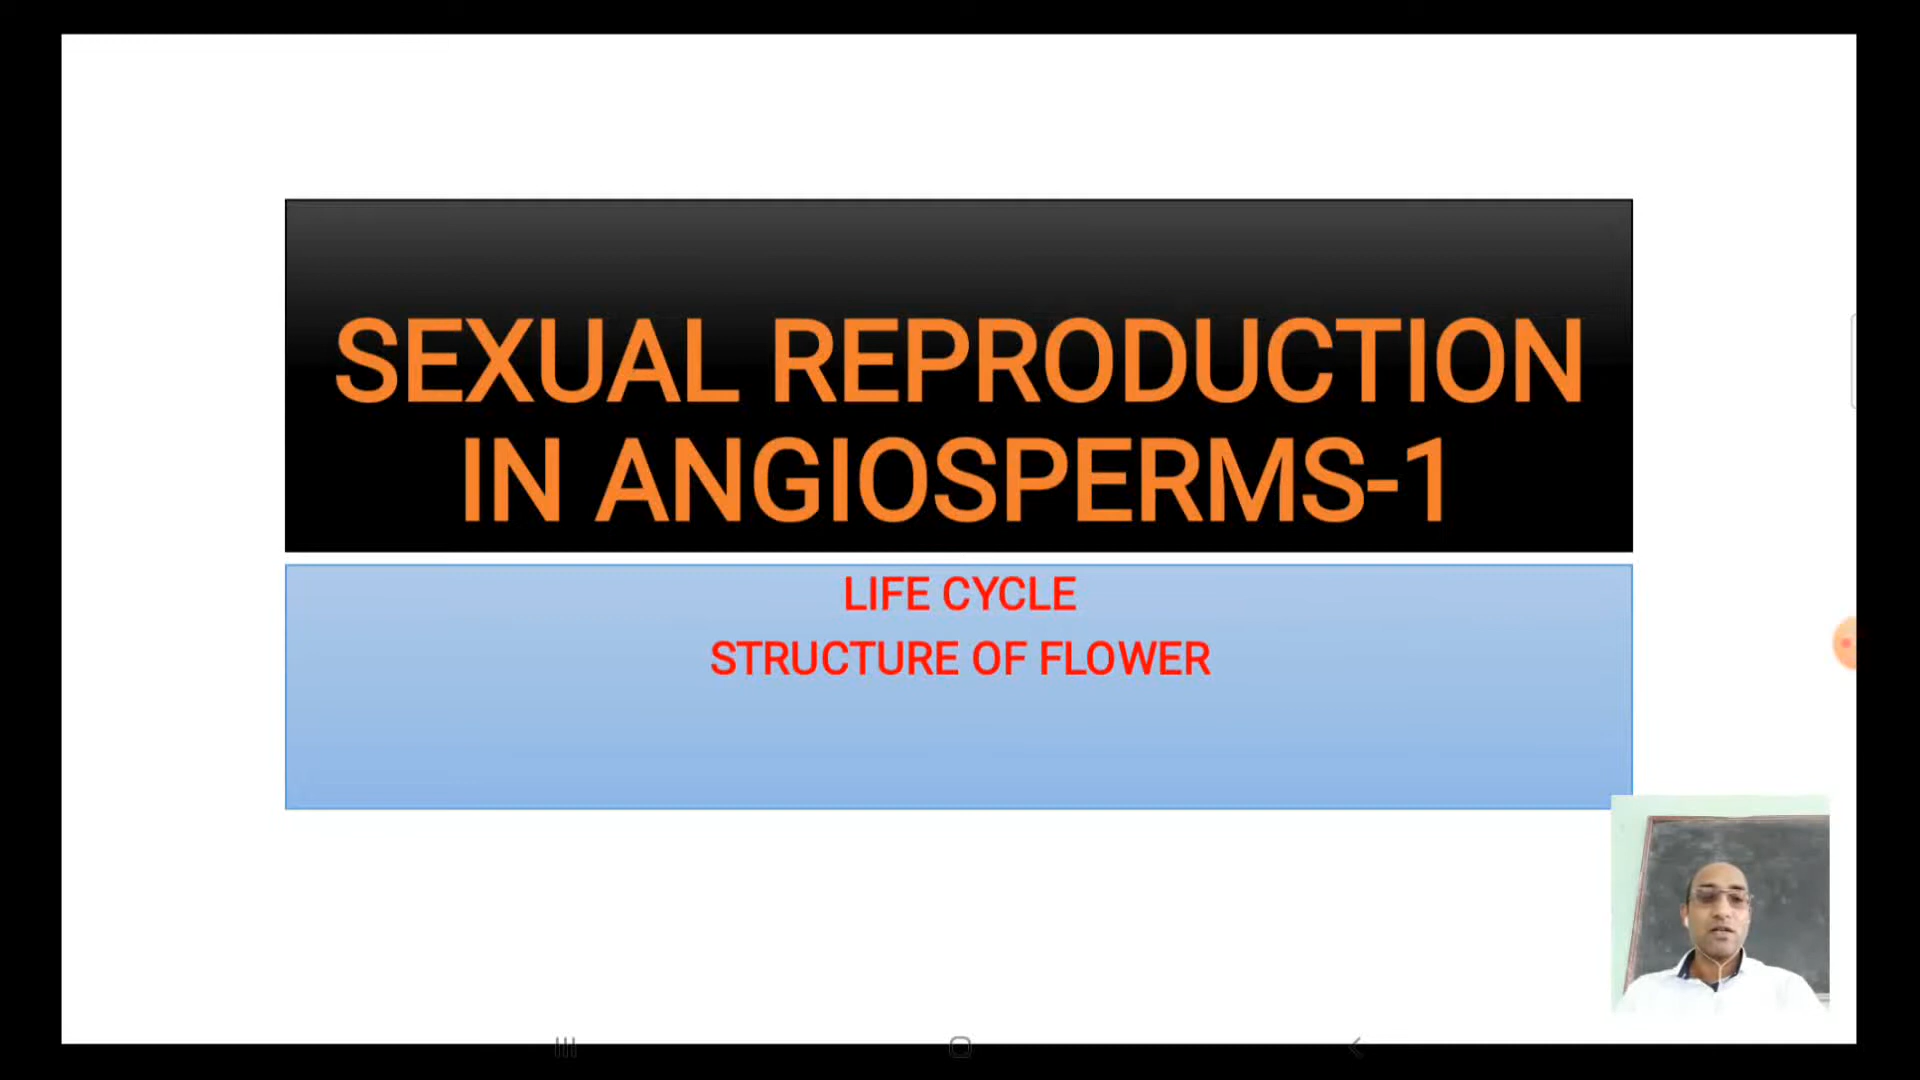 SEXUAL REPRODUCTION
IN ANGIOSPERMS-1
LIFE CYCLE
STRUCTURE OF FLOWER